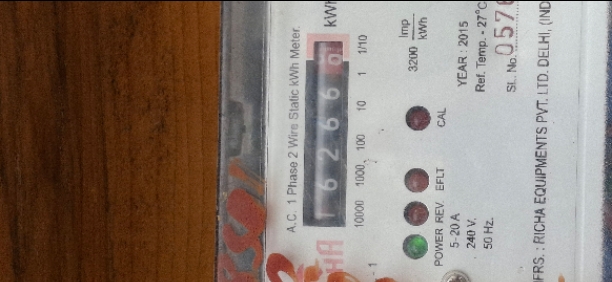 A.C. 1 Phase 2 Wire Static kWh Meter.
1 6 2 6 6 6 kWh
10000 1000 100 10 1 1/10
3200 Imp
kWh
POWER REV. EFLT CAL
5-20 A
240 V.
50 Hz.
YEAR : 2015
Ref. Temp. - 27°C
SL. No. 0576
MFRS. : RICHA EQUIPMENTS PVT. LTD. DELHI, (IND